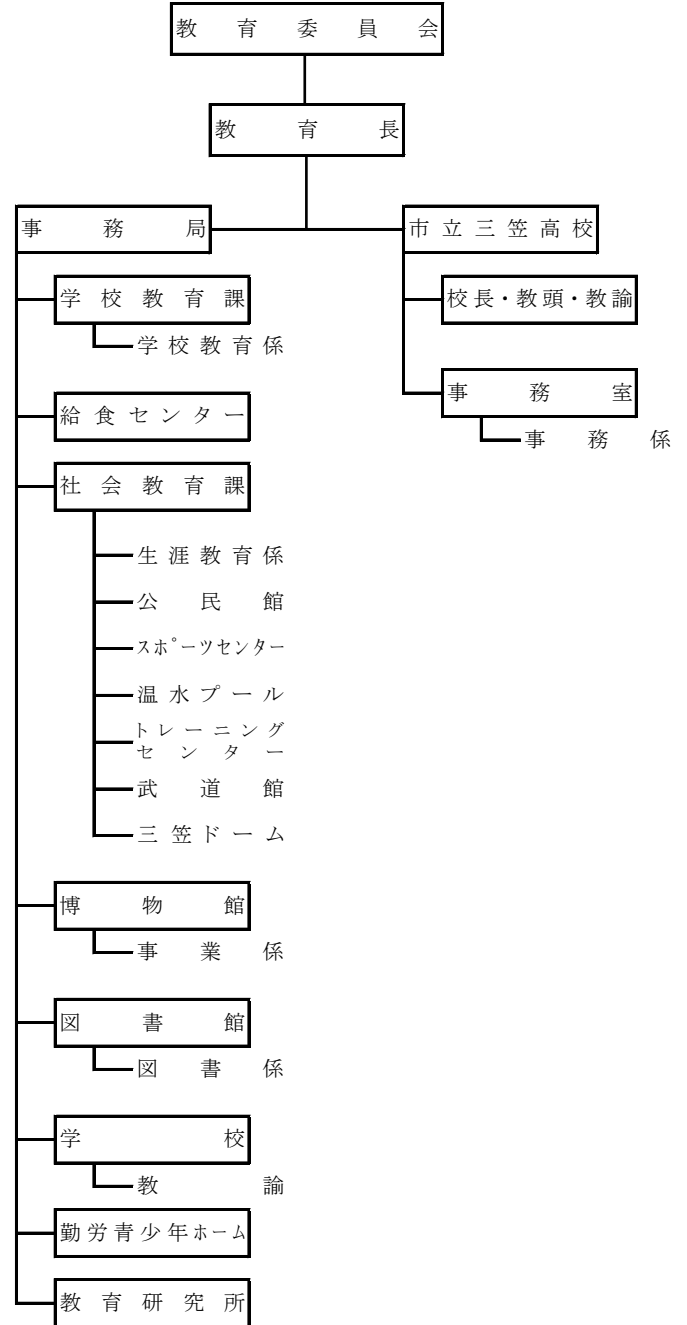 教育委員会
教育長
事務局
市立三笠高校
学校教育課
校長・教頭・教諭
学校教育係
事務室
給食センター
事務係
社会教育課
生涯教育係
公民館
スポーツセンター
温水プール
トレーニング
センター
武道館
三笠ドーム
博物館
事業係
図書館
図書係
学校
教諭
勤労青少年ホーム
教育研究所